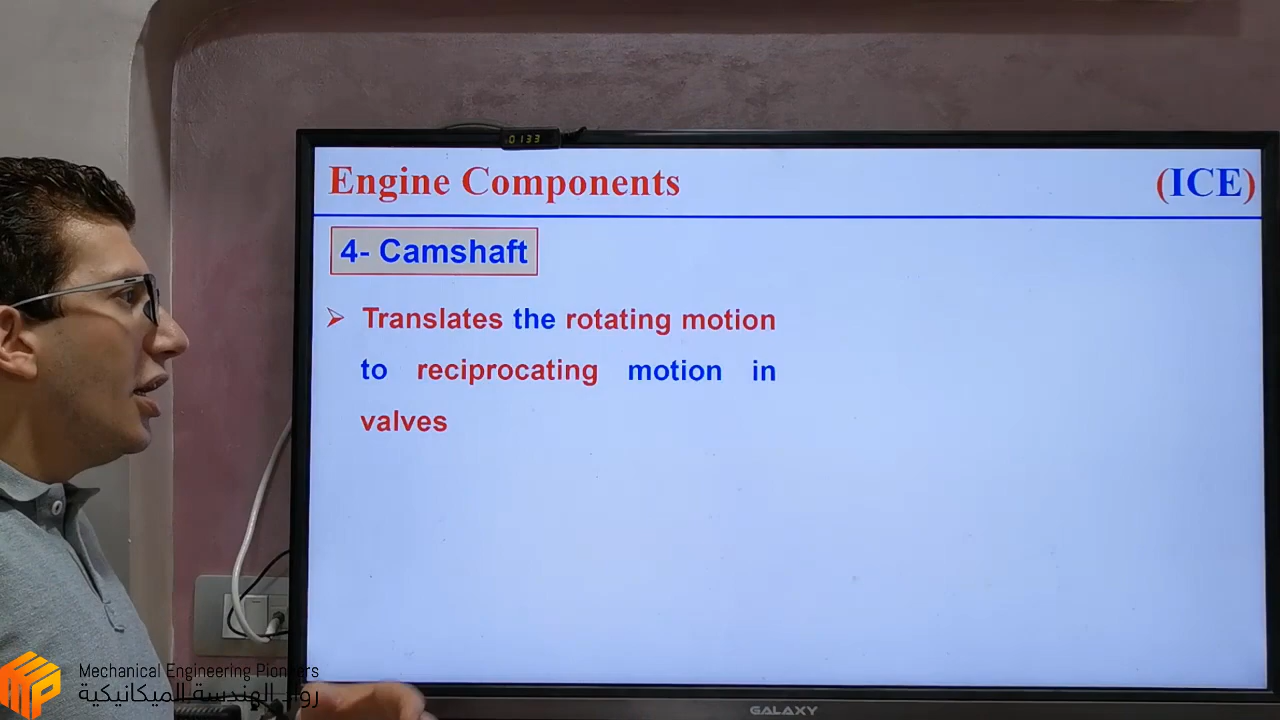 0133
Engine Components
(ICE)
4- Camshaft
Translates the rotating motion
to reciprocating motion in
valves
Mechanical Engineering Pioneers
رواد الهندسة الميكانيكية
GALAXY